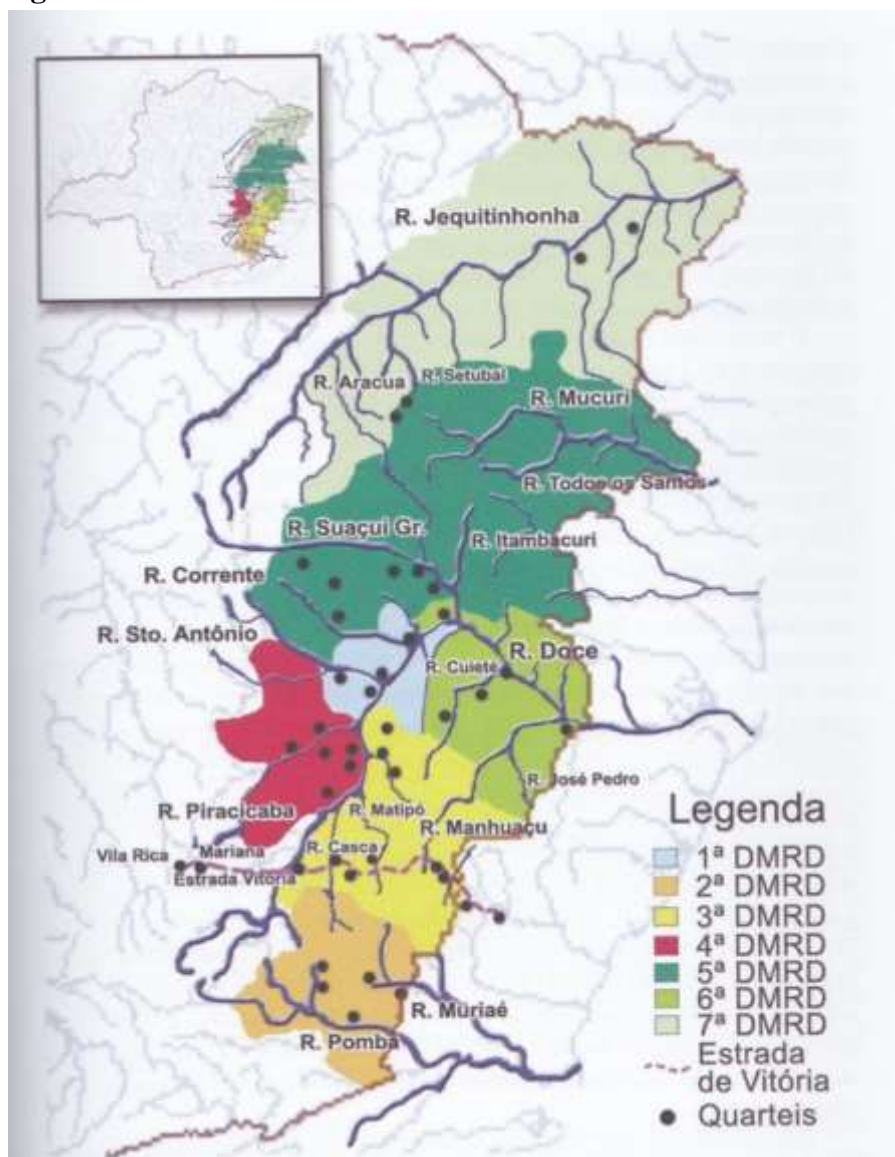 R. Jequitinhonha
R. Aracua
R. Setubal
R. Mucuri
R. Todos os Santos
R. Suaçui Gr.
R. Itambacuri
R. Corrente
R. Sto. Antônio
R. Cuieté
R. Doce
R. José Pedro
R. Piracicaba
R. Matipó
R. Manhuaçu
Vila Rica
Mariana
R. Casca
Estrada Vitória
R. Muriaé
R. Pomba
Legenda
1ª DMRD
2ª DMRD
3ª DMRD
4ª DMRD
5ª DMRD
6ª DMRD
7ª DMRD
Estrada
de Vitória
Quarteis